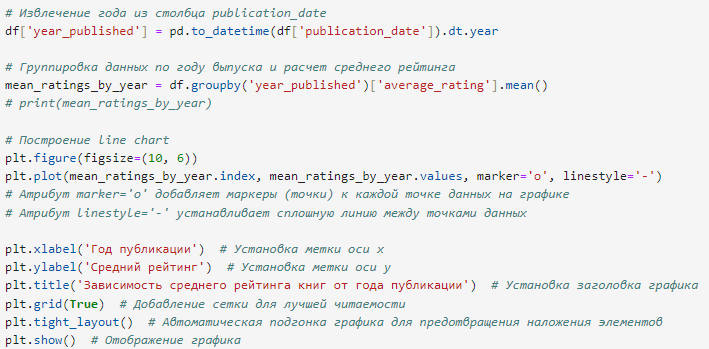 # Извлечение года из столбца publication_date
df['year_published'] = pd.to_datetime(df['publication_date']).dt.year
# Группировка данных по году выпуска и расчет среднего рейтинга
mean_ratings_by_year = df.groupby('year_published')['average_rating'].mean()
# print(mean_ratings_by_year)
# Построение line chart
plt.figure(figsize=(10, 6))
plt.plot(mean_ratings_by_year.index, mean_ratings_by_year.values, marker='o', linestyle='-')
# Атрибут marker='o' добавляет маркеры (точки) к каждой точке данных на графике
# Атрибут linestyle='-' устанавливает сплошную линию между точками данных
plt.xlabel('Год публикации')  # Установка метки оси x
plt.ylabel('Средний рейтинг')  # Установка метки оси y
plt.title('Зависимость среднего рейтинга книг от года публикации')  # Установка заголовка графика
plt.grid(True)  # Добавление сетки для лучшей читаемости
plt.tight_layout()  # Автоматическая подгонка графика для предотвращения наложения элементов
plt.show()  # Отображение графика